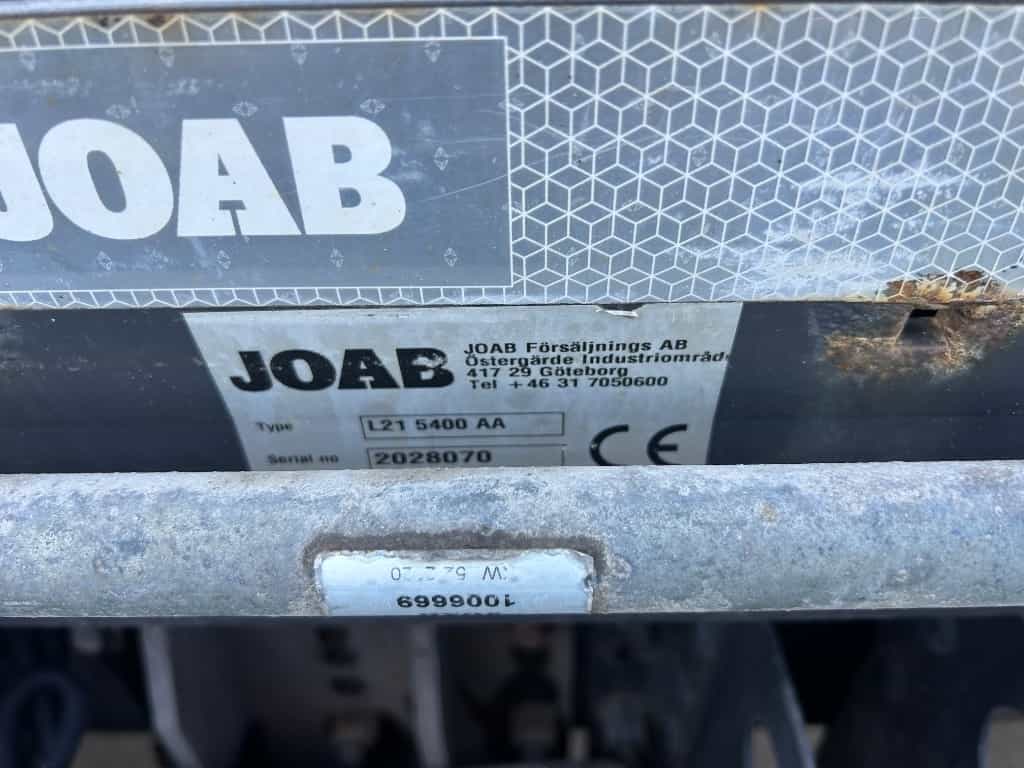 JOAB
JOAB
JOAB Försäljnings AB
Östergärde Industriområd
417 29 Göteborg
Tel +46 31 7050600
Type L21 5400 AA
Serial no 2028070
CE
1006669